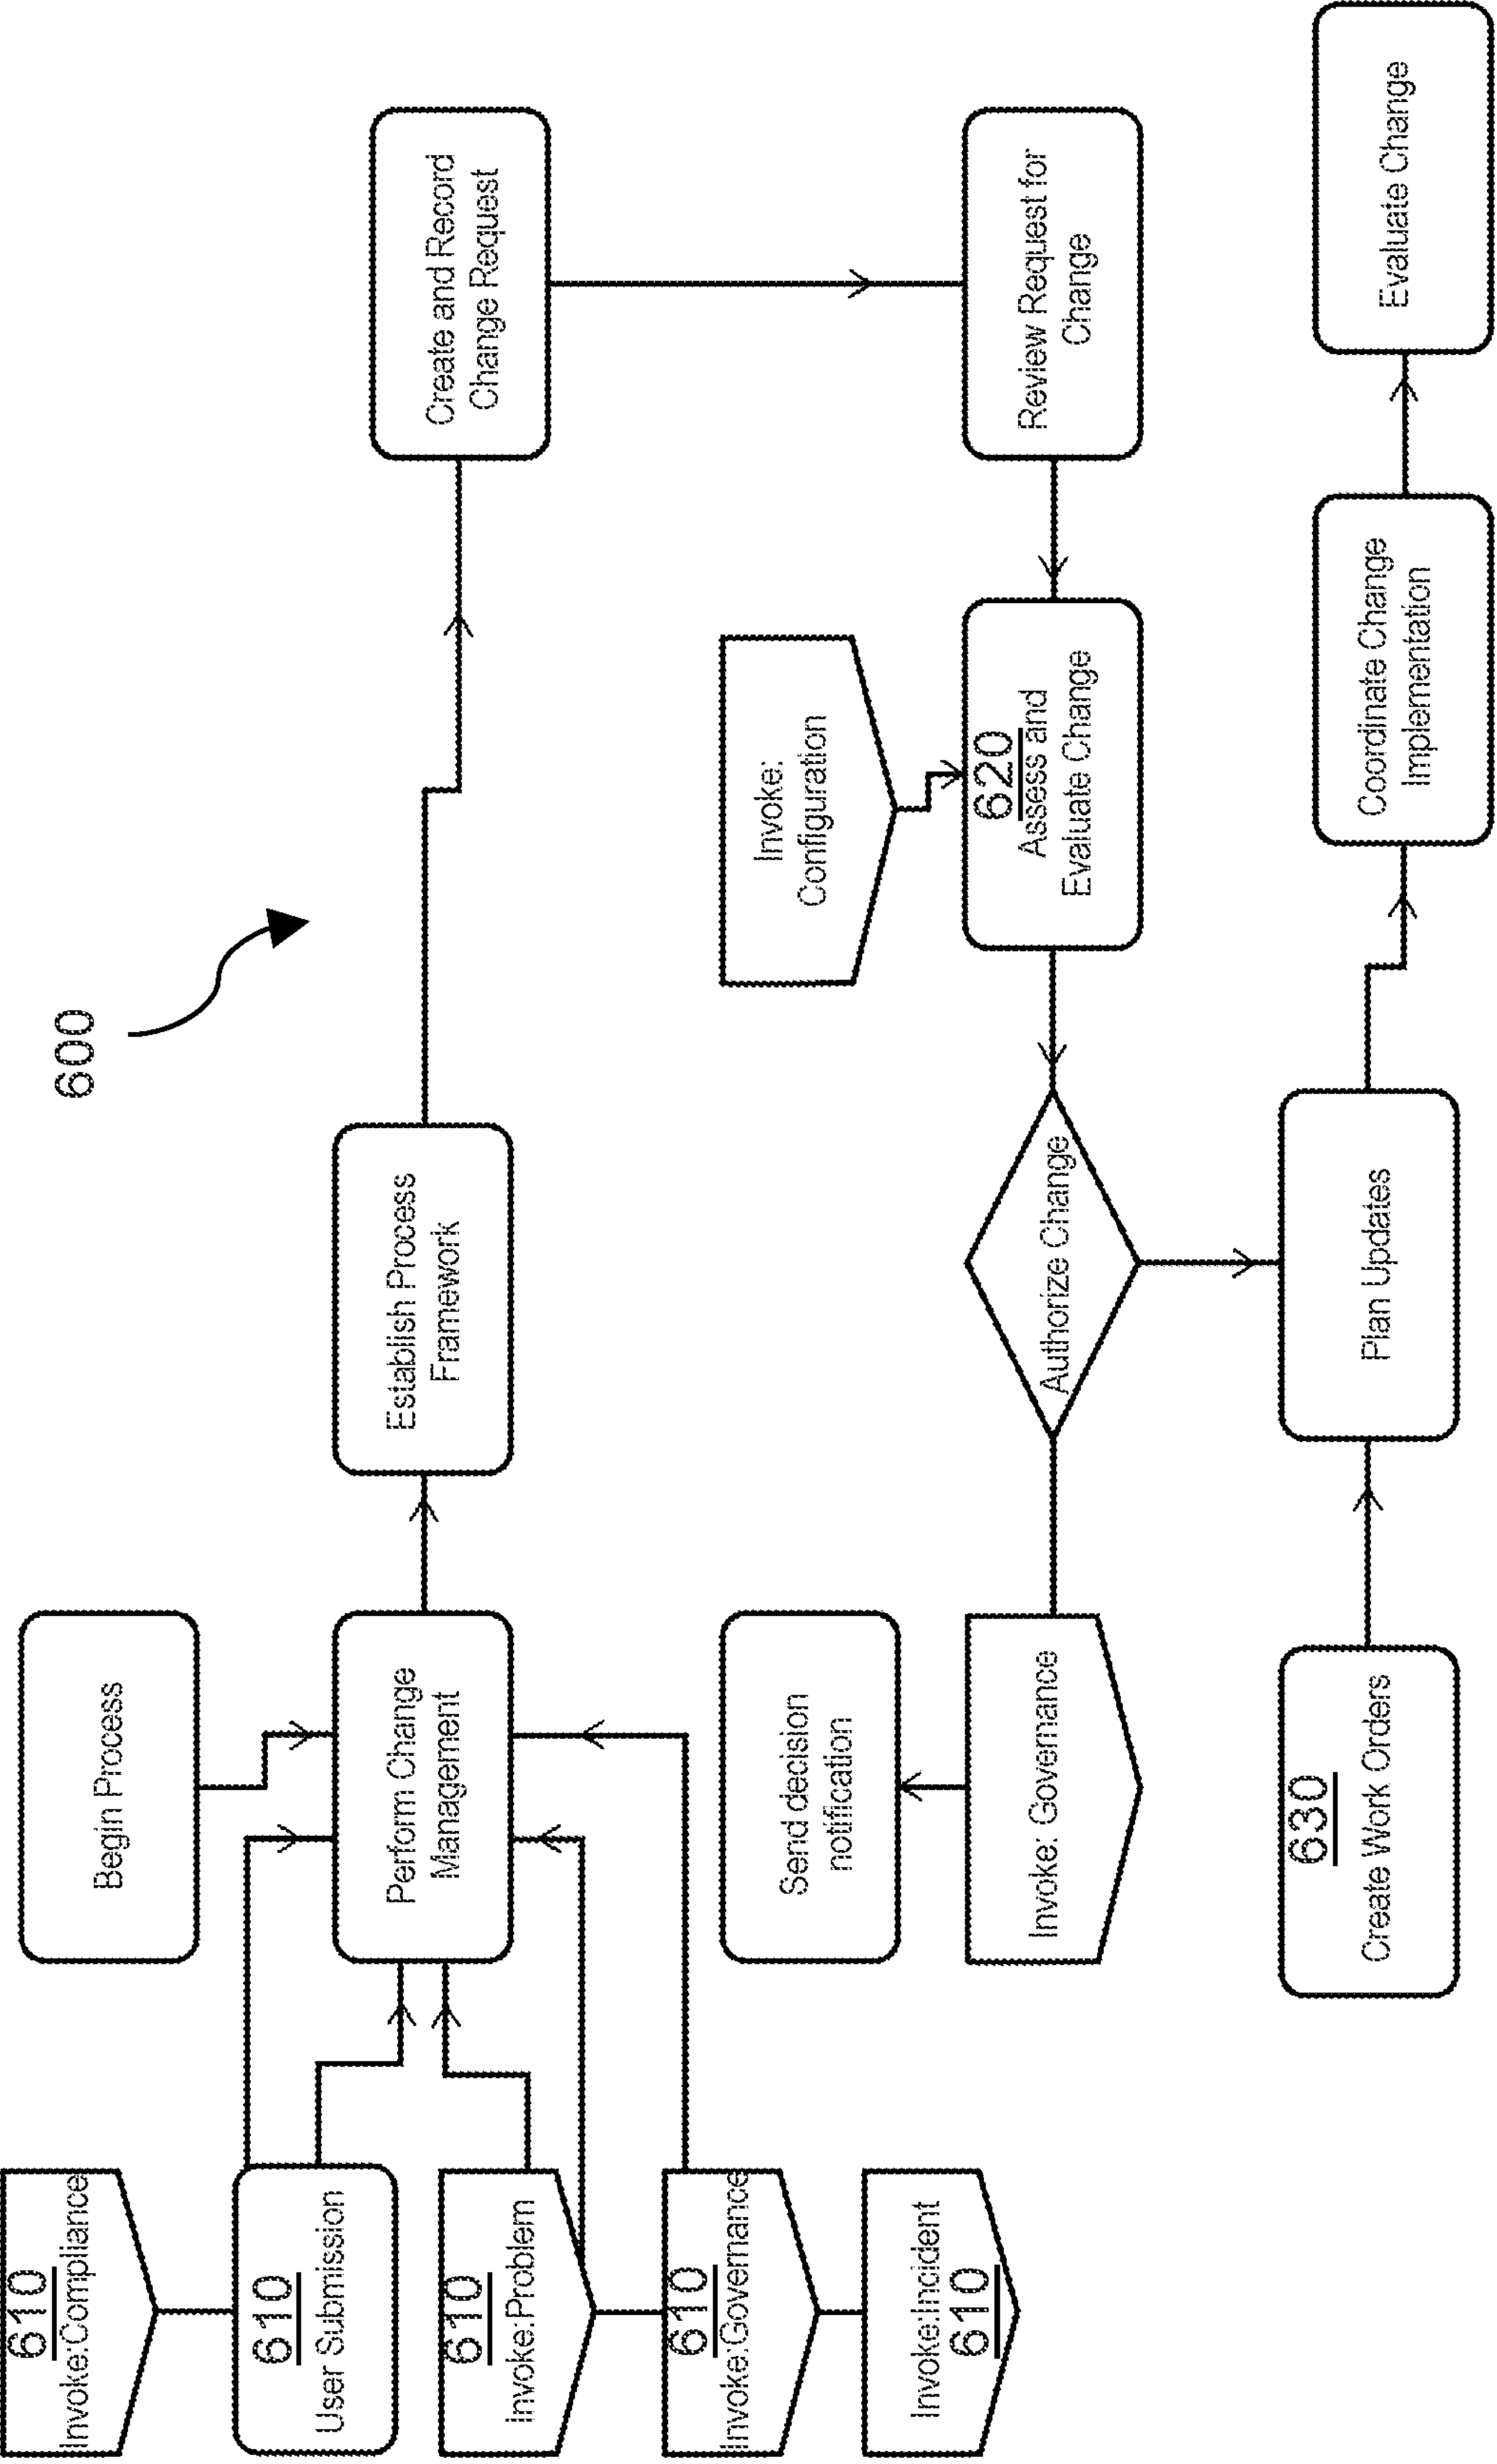 600
610
Invoke:Compliance
610
User Submission
610
Invoke:Problem
610
Invoke:Governance
Invoke:Incident
610
Begin Process
Perform Change
Management
Establish Process
Framework
Create and Record
Change Request
Review Request for
Change
Invoke:
Configuration
620
Assess and
Evaluate Change
Authorize Change
Invoke: Governance
Send decision
notification
630
Create Work Orders
Plan Updates
Coordinate Change
Implementation
Evaluate Change